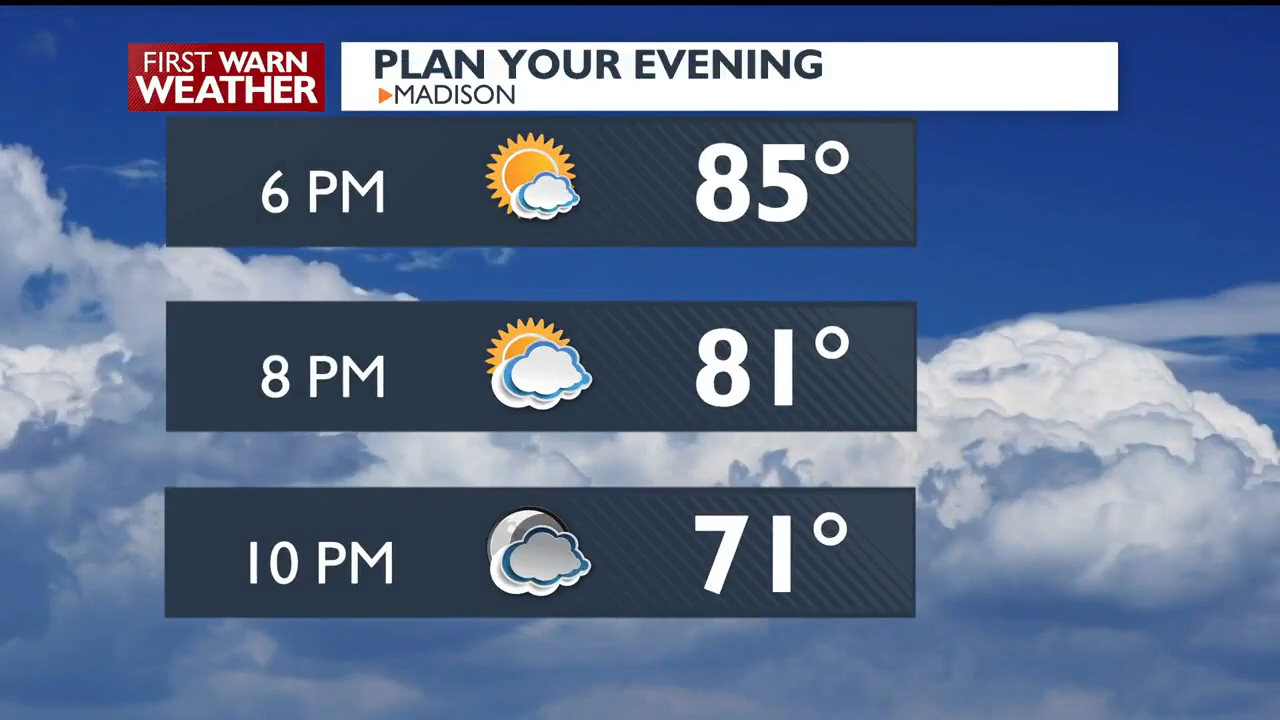 FIRST WARN
WEATHER
PLAN YOUR EVENING
MADISON
6 PM 85°
8 PM 81°
10 PM 71°